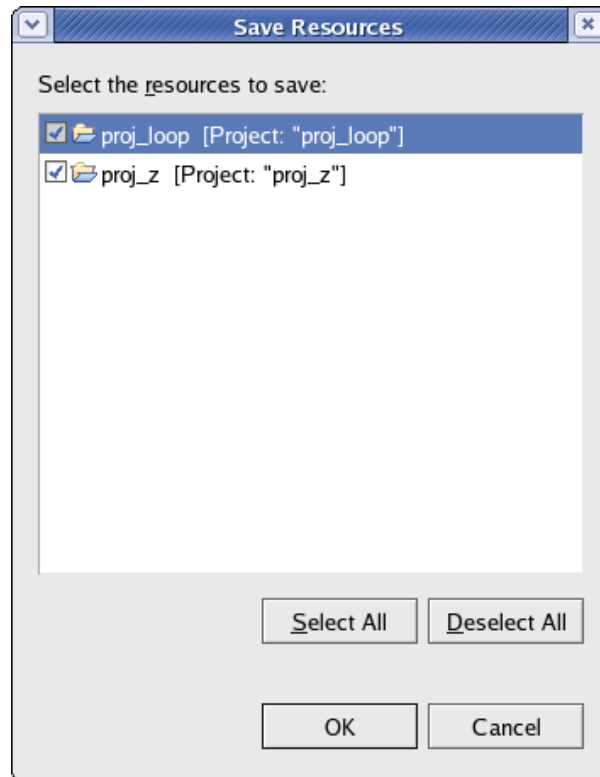 Save Resources
Select the resources to save:
proj_loop [Project: "proj_loop"]
proj_z [Project: "proj_z"]
Select All Deselect All
OK Cancel